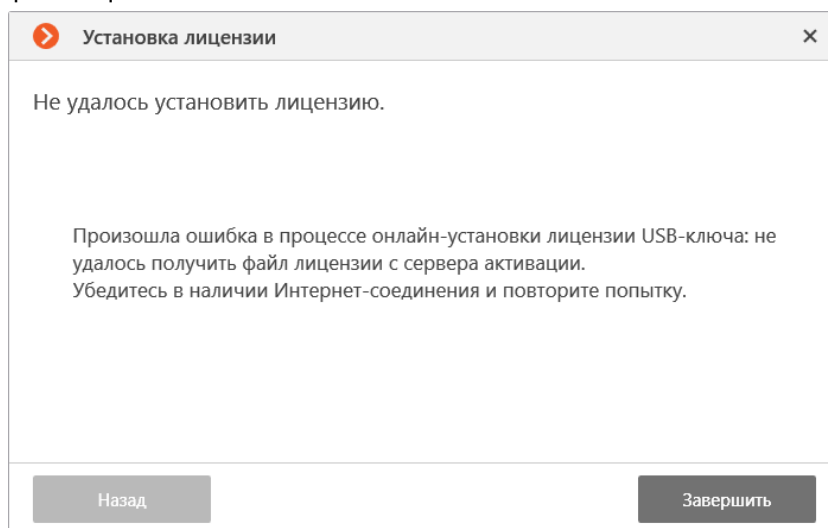 Установка лицензии
Не удалось установить лицензию.
Произошла ошибка в процессе онлайн-установки лицензии USB-ключа: не
удалось получить файл лицензии с сервера активации.
Убедитесь в наличии Интернет-соединения и повторите попытку.
Назад
Завершить